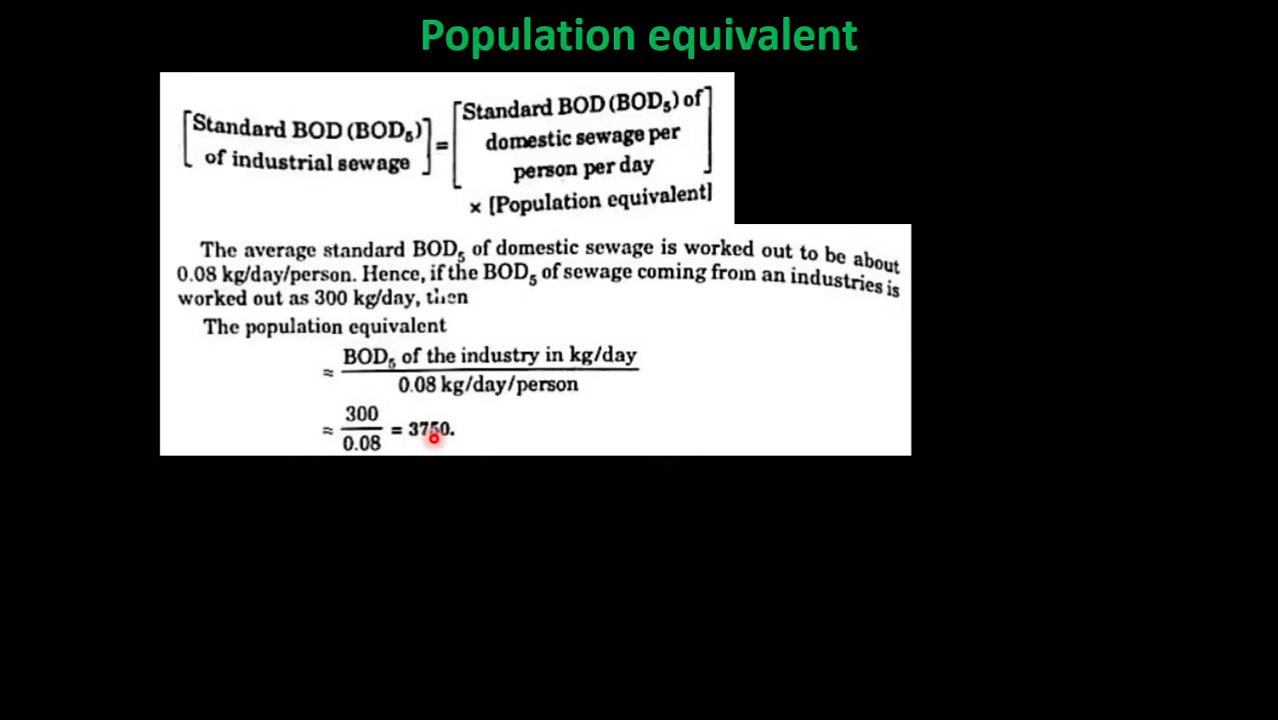 Population equivalent
[Standard BOD (BOD₅) of industrial sewage] = [Standard BOD (BOD₅) of domestic sewage per person per day]
× [Population equivalent]
The average standard BOD₅ of domestic sewage is worked out to be about
0.08 kg/day/person. Hence, if the BOD₅ of sewage coming from an industries is
worked out as 300 kg/day, then
The population equivalent
≈ BOD₅ of the industry in kg/day / 0.08 kg/day/person
≈ 300 / 0.08 = 3750.